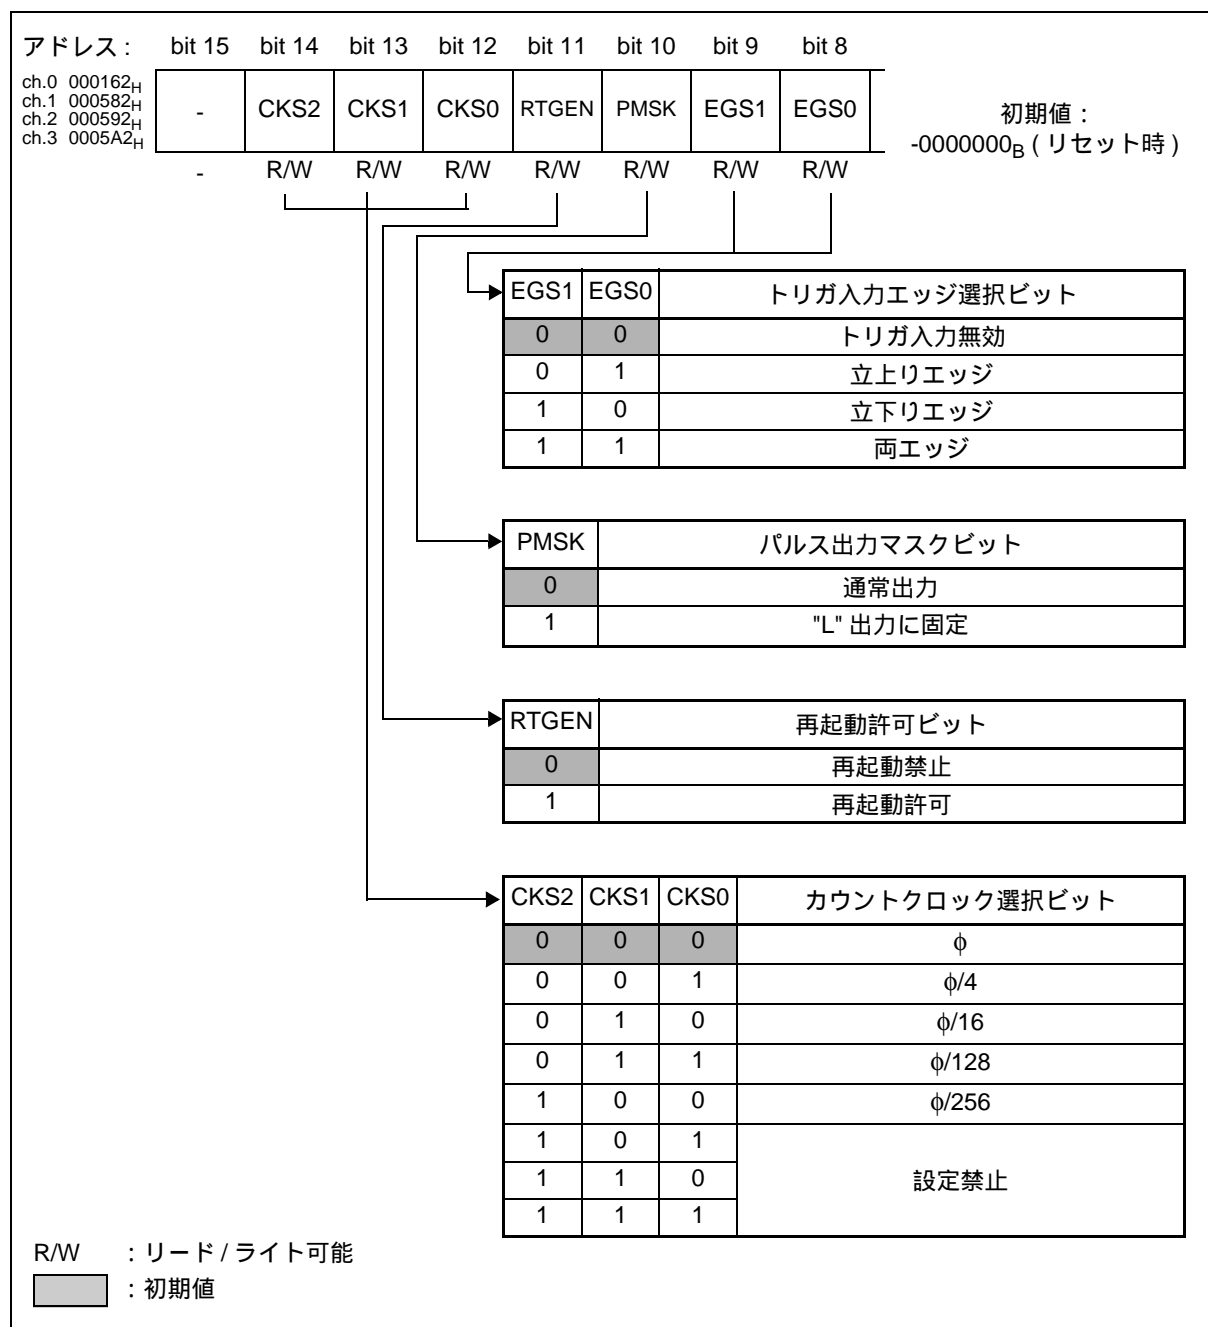 アドレス : bit 15 bit 14 bit 13 bit 12 bit 11 bit 10 bit 9 bit 8
ch.0 000162H
ch.1 000582H
ch.2 000592H
ch.3 0005A2H
- CKS2 CKS1 CKS0 RTGEN PMSK EGS1 EGS0
初期値 :
-0000000B ( リセット時 )
- R/W R/W R/W R/W R/W R/W R/W
EGS1 EGS0 トリガ入力エッジ選択ビット
0 0 トリガ入力無効
0 1 立上りエッジ
1 0 立下りエッジ
1 1 両エッジ
PMSK パルス出力マスクビット
0 通常出力
1 "L" 出力に固定
RTGEN 再起動許可ビット
0 再起動禁止
1 再起動許可
CKS2 CKS1 CKS0 カウントクロック選択ビット
0 0 0 φ
0 0 1 φ/4
0 1 0 φ/16
0 1 1 φ/128
1 0 0 φ/256
1 0 1
1 1 0 設定禁止
1 1 1
R/W : リード / ライト可能
: 初期値